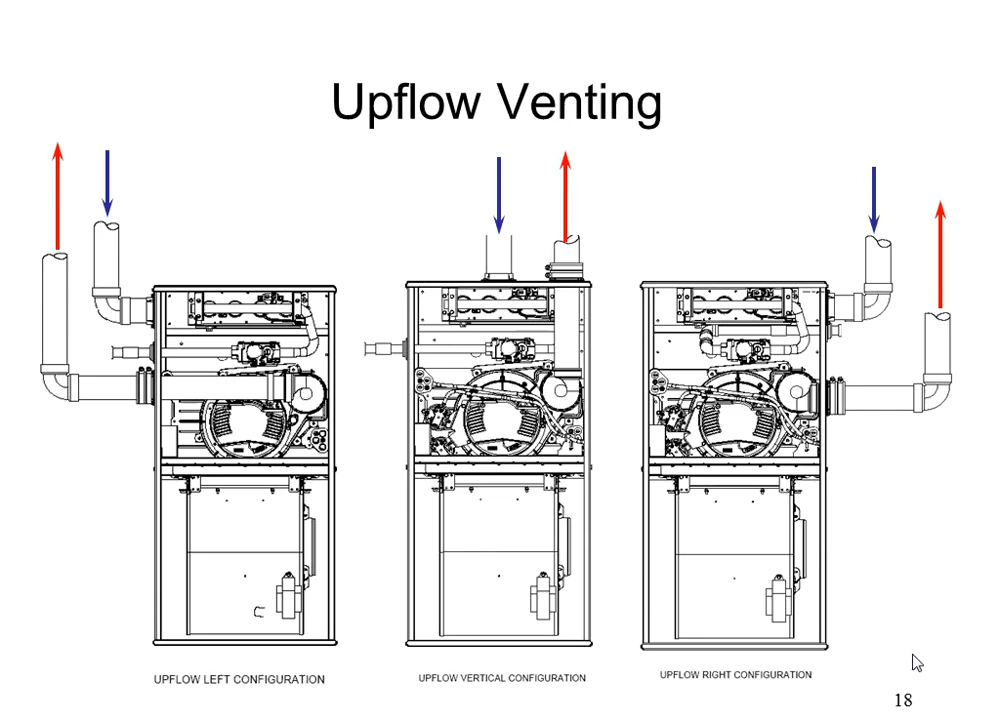 Upflow Venting
UPFLOW LEFT CONFIGURATION
UPFLOW VERTICAL CONFIGURATION
UPFLOW RIGHT CONFIGURATION
18